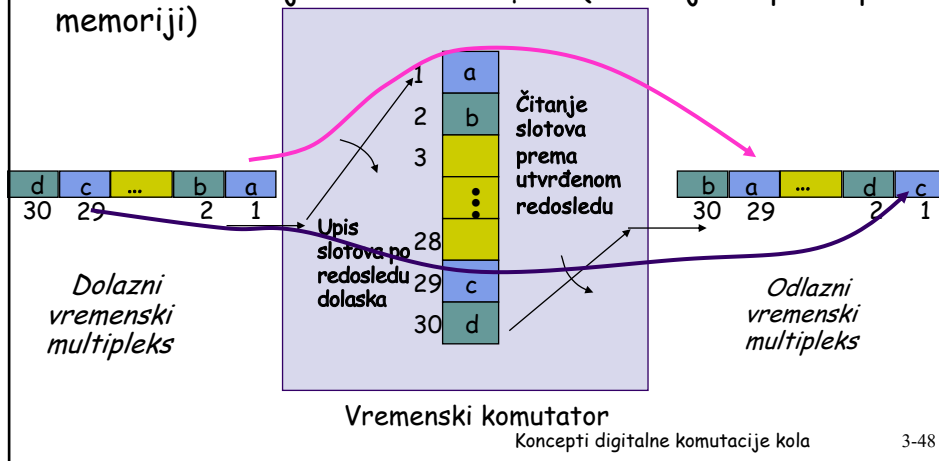 memoriji)
1 a
2 b
3
28
29 c
30 d
Čitanje
slotova
prema
utvrđenom
redosledu
d c ... b a
30 29 2 1
b a ... d c
30 29 2 1
Upis
slotova po
redosledu
dolaska
Dolazni
vremenski
multipleks
Odlazni
vremenski
multipleks
Vremenski komutator
Koncepti digitalne komutacije kola 3-48